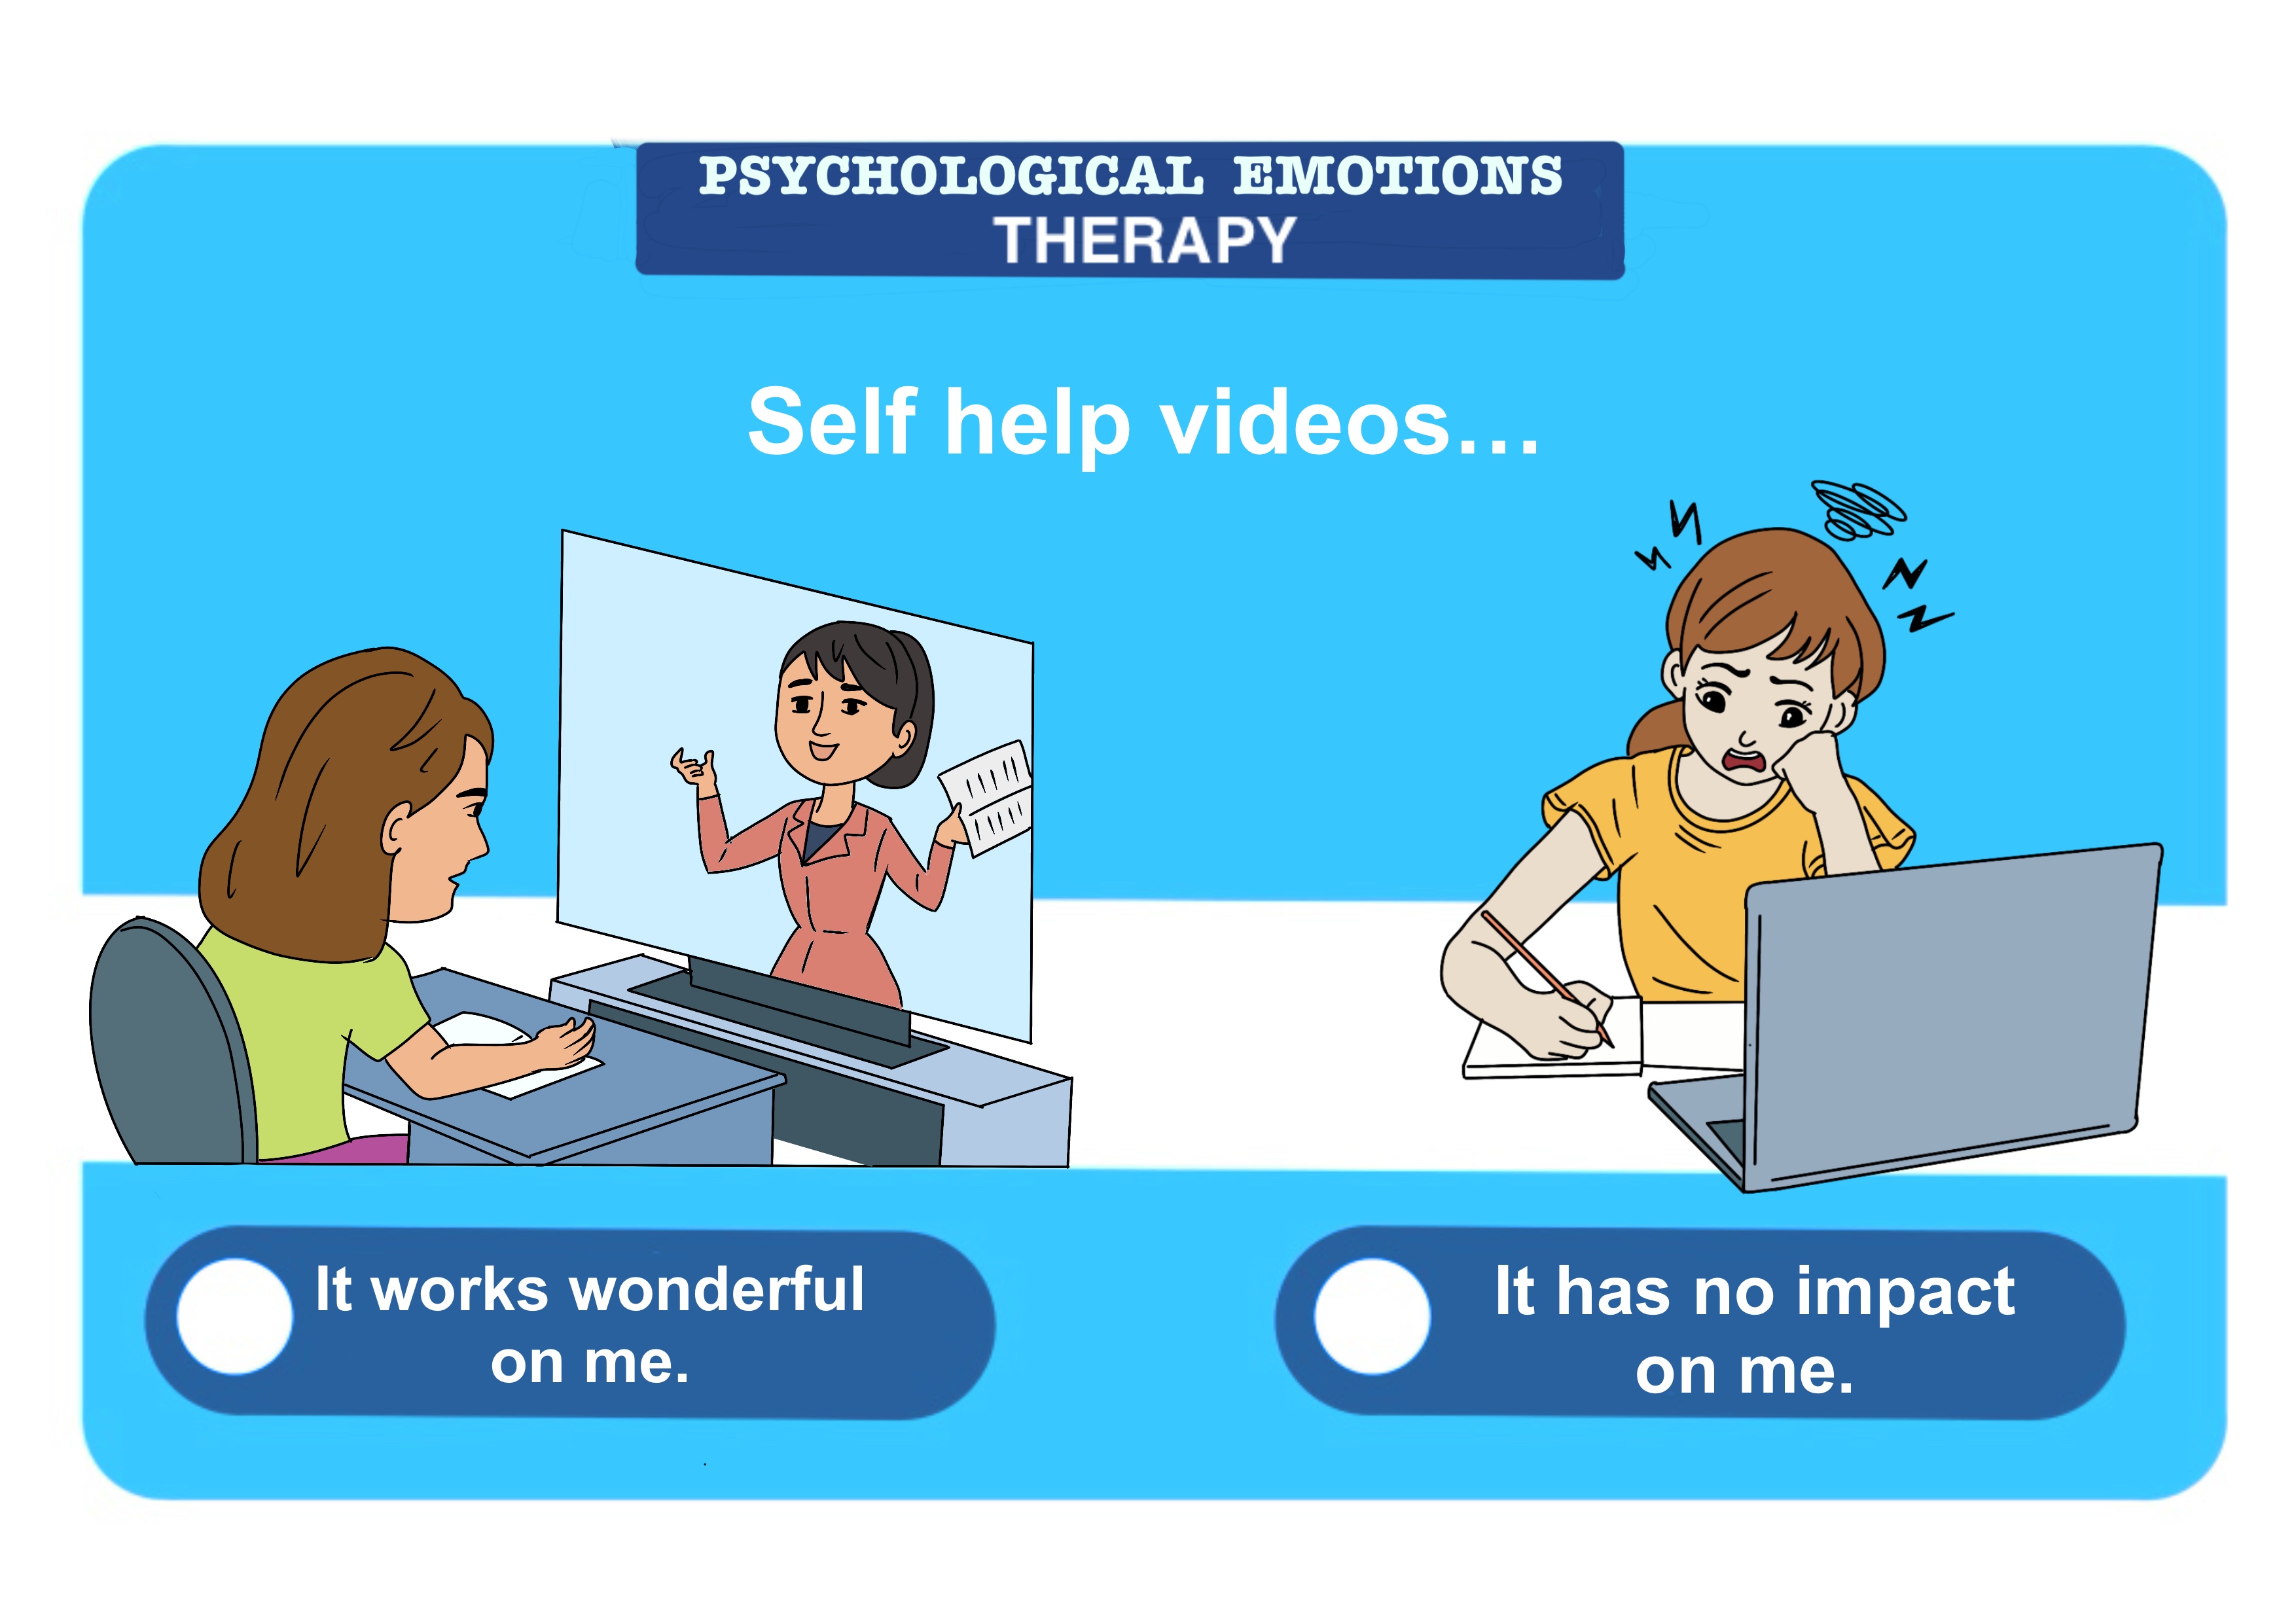 PSYCHOLOGICAL EMOTIONS
THERAPY
Self help videos...
It works wonderful
on me.
It has no impact
on me.